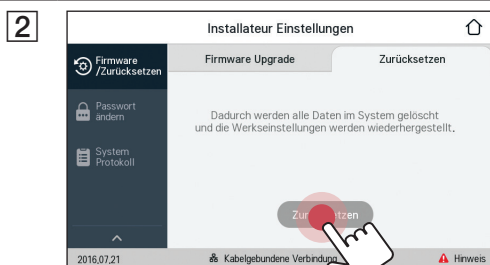 2
Installateur Einstellungen
Firmware
/Zurücksetzen
Firmware Upgrade
Zurücksetzen
Passwort
ändern
Dadurch werden alle Daten im System gelöscht
und die Werkseinstellungen werden wiederhergestellt.
System
Protokoll
2016.07.21
Kabelgebundene Verbindung
Hinweis